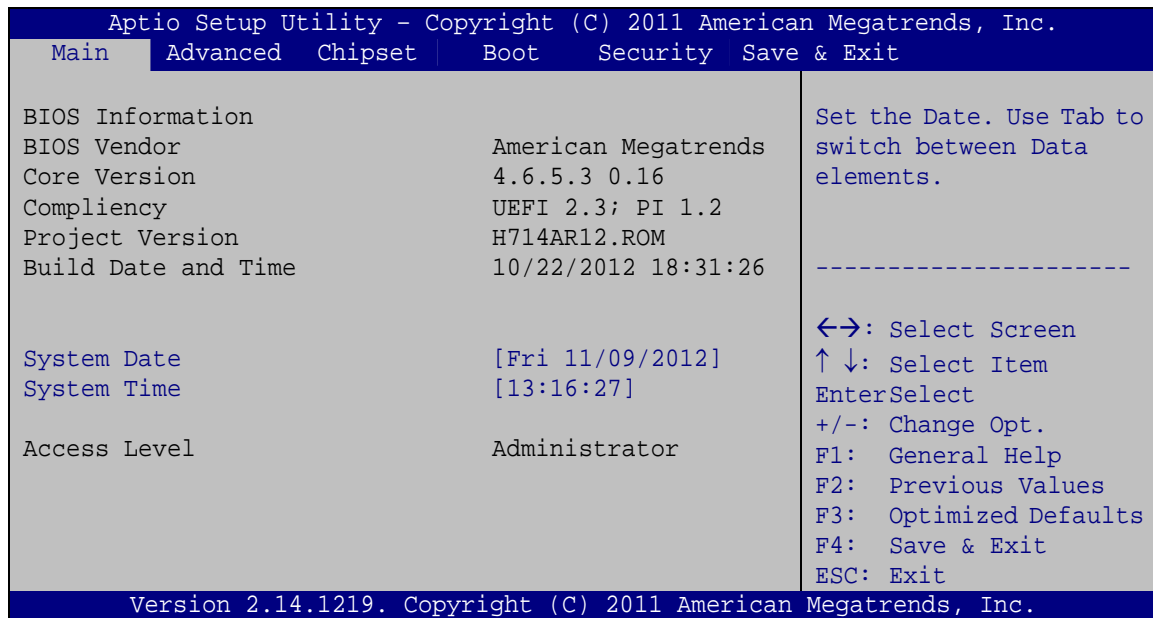 Aptio Setup Utility – Copyright (C) 2011 American Megatrends, Inc.
Main Advanced Chipset Boot Security Save & Exit
BIOS Information
BIOS Vendor American Megatrends
Core Version 4.6.5.3 0.16
Compliency UEFI 2.3; PI 1.2
Project Version H714AR12.ROM
Build Date and Time 10/22/2012 18:31:26
System Date [Fri 11/09/2012]
System Time [13:16:27]
Access Level Administrator
Set the Date. Use Tab to
switch between Data
elements.
----------------------
←→: Select Screen
↑ ↓: Select Item
EnterSelect
+/-: Change Opt.
F1: General Help
F2: Previous Values
F3: Optimized Defaults
F4: Save & Exit
ESC: Exit
Version 2.14.1219. Copyright (C) 2011 American Megatrends, Inc.